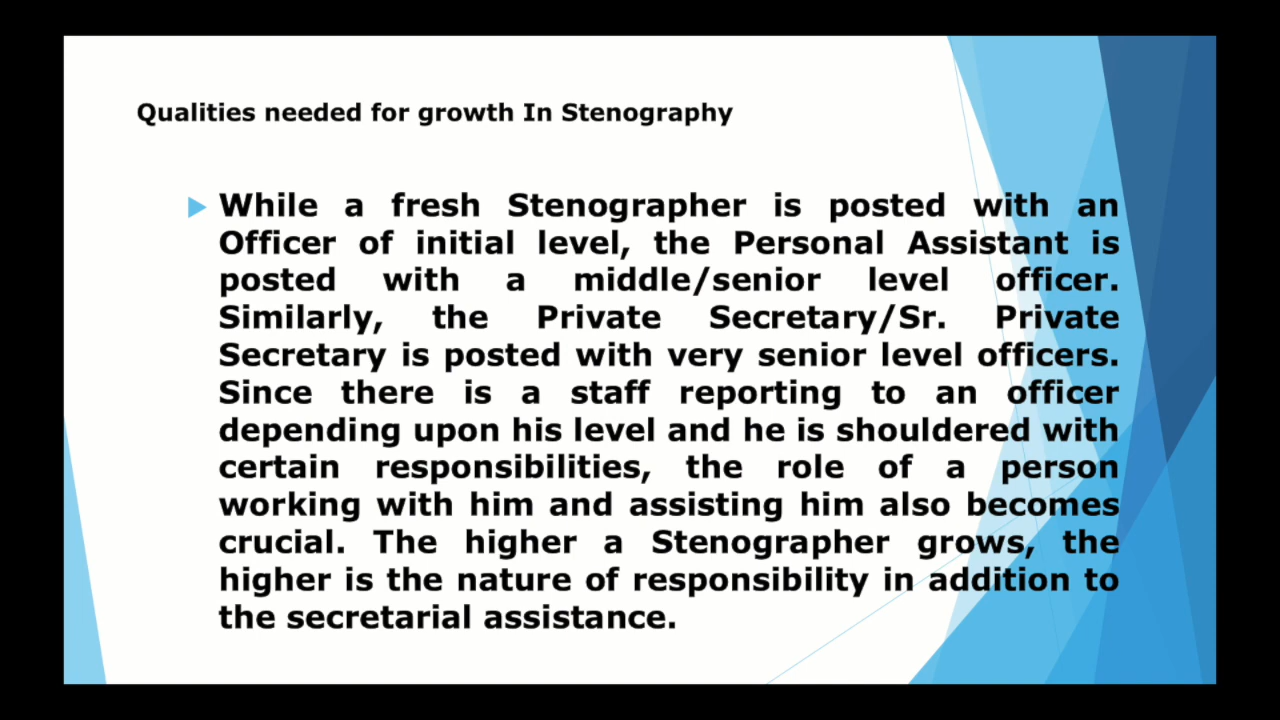 Qualities needed for growth In Stenography
While a fresh Stenographer is posted with an
Officer of initial level, the Personal Assistant is
posted with a middle/senior level officer.
Similarly, the Private Secretary/Sr. Private
Secretary is posted with very senior level officers.
Since there is a staff reporting to an officer
depending upon his level and he is shouldered with
certain responsibilities, the role of a person
working with him and assisting him also becomes
crucial. The higher a Stenographer grows, the
higher is the nature of responsibility in addition to
the secretarial assistance.